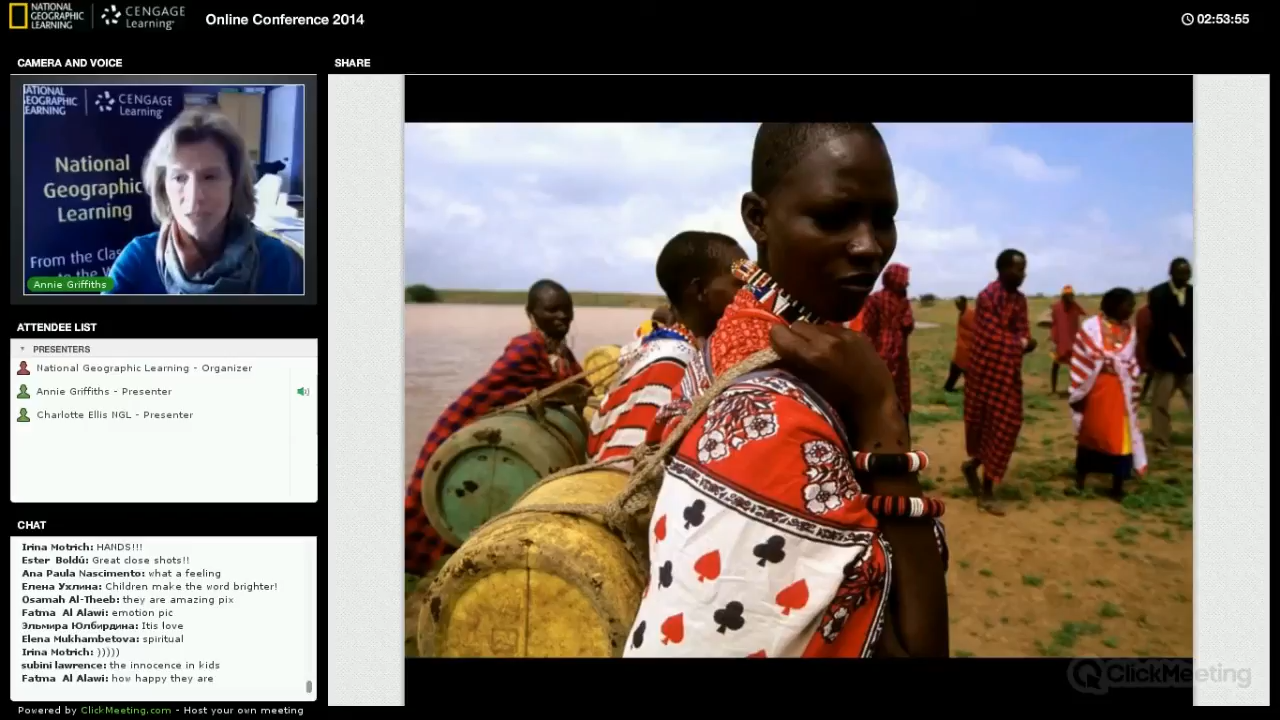 NATIONAL
GEOGRAPHIC
LEARNING
CENGAGE
Learning
Online Conference 2014
02:53:55
CAMERA AND VOICE
SHARE
NATIONAL
GEOGRAPHIC
LEARNING
CENGAGE
Learning
National
Geographic
Learning
From the Clas
to the W
Annie Griffiths
ATTENDEE LIST
PRESENTERS
National Geographic Learning - Organizer
Annie Griffiths - Presenter
Charlotte Ellis NGL - Presenter
CHAT
Irina Motrich: HANDS!!!
Ester Boldú: Great close shots!!
Ana Paula Nascimento: what a feeling
Елена Ухлина: Children make the word brighter!
Osamah Al-Theeb: they are amazing pix
Fatma Al Alawi: emotion pic
Эльмира Юлбирдина: Itis love
Elena Mukhambetova: spiritual
Irina Motrich: )))))
subini lawrence: the innocence in kids
Fatma Al Alawi: how happy they are
Powered by ClickMeeting.com - Host your own meeting
ClickMeeting